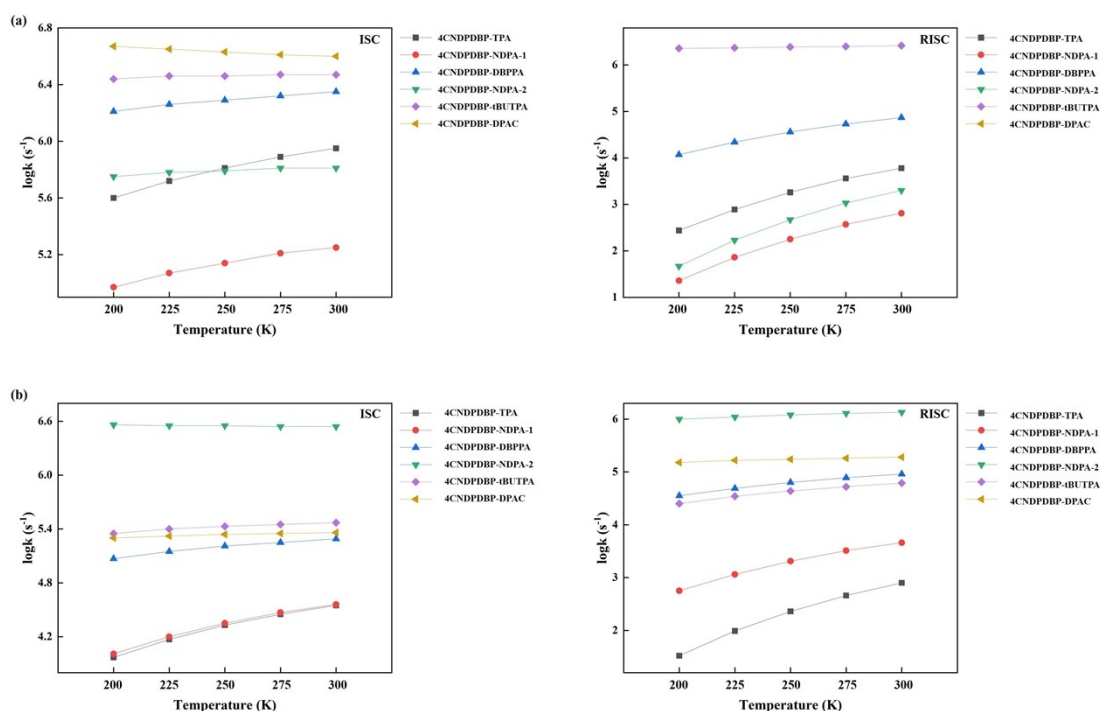 (a)
ISC
logk (s⁻¹)
6.8
6.4
6.0
5.6
5.2
200 225 250 275 300
Temperature (K)
4CNDPDBP-TPA
4CNDPDBP-NDPA-1
4CNDPDBP-DBPPA
4CNDPDBP-NDPA-2
4CNDPDBP-tBUTPA
4CNDPDBP-DPAC
RISC
logk (s⁻¹)
6
5
4
3
2
1
200 225 250 275 300
Temperature (K)
4CNDPDBP-TPA
4CNDPDBP-NDPA-1
4CNDPDBP-DBPPA
4CNDPDBP-NDPA-2
4CNDPDBP-tBUTPA
4CNDPDBP-DPAC
(b)
ISC
logk (s⁻¹)
6.6
6.0
5.4
4.8
4.2
200 225 250 275 300
Temperature (K)
4CNDPDBP-TPA
4CNDPDBP-NDPA-1
4CNDPDBP-DBPPA
4CNDPDBP-NDPA-2
4CNDPDBP-tBUTPA
4CNDPDBP-DPAC
RISC
logk (s⁻¹)
6
5
4
3
2
200 225 250 275 300
Temperature (K)
4CNDPDBP-TPA
4CNDPDBP-NDPA-1
4CNDPDBP-DBPPA
4CNDPDBP-NDPA-2
4CNDPDBP-tBUTPA
4CNDPDBP-DPAC